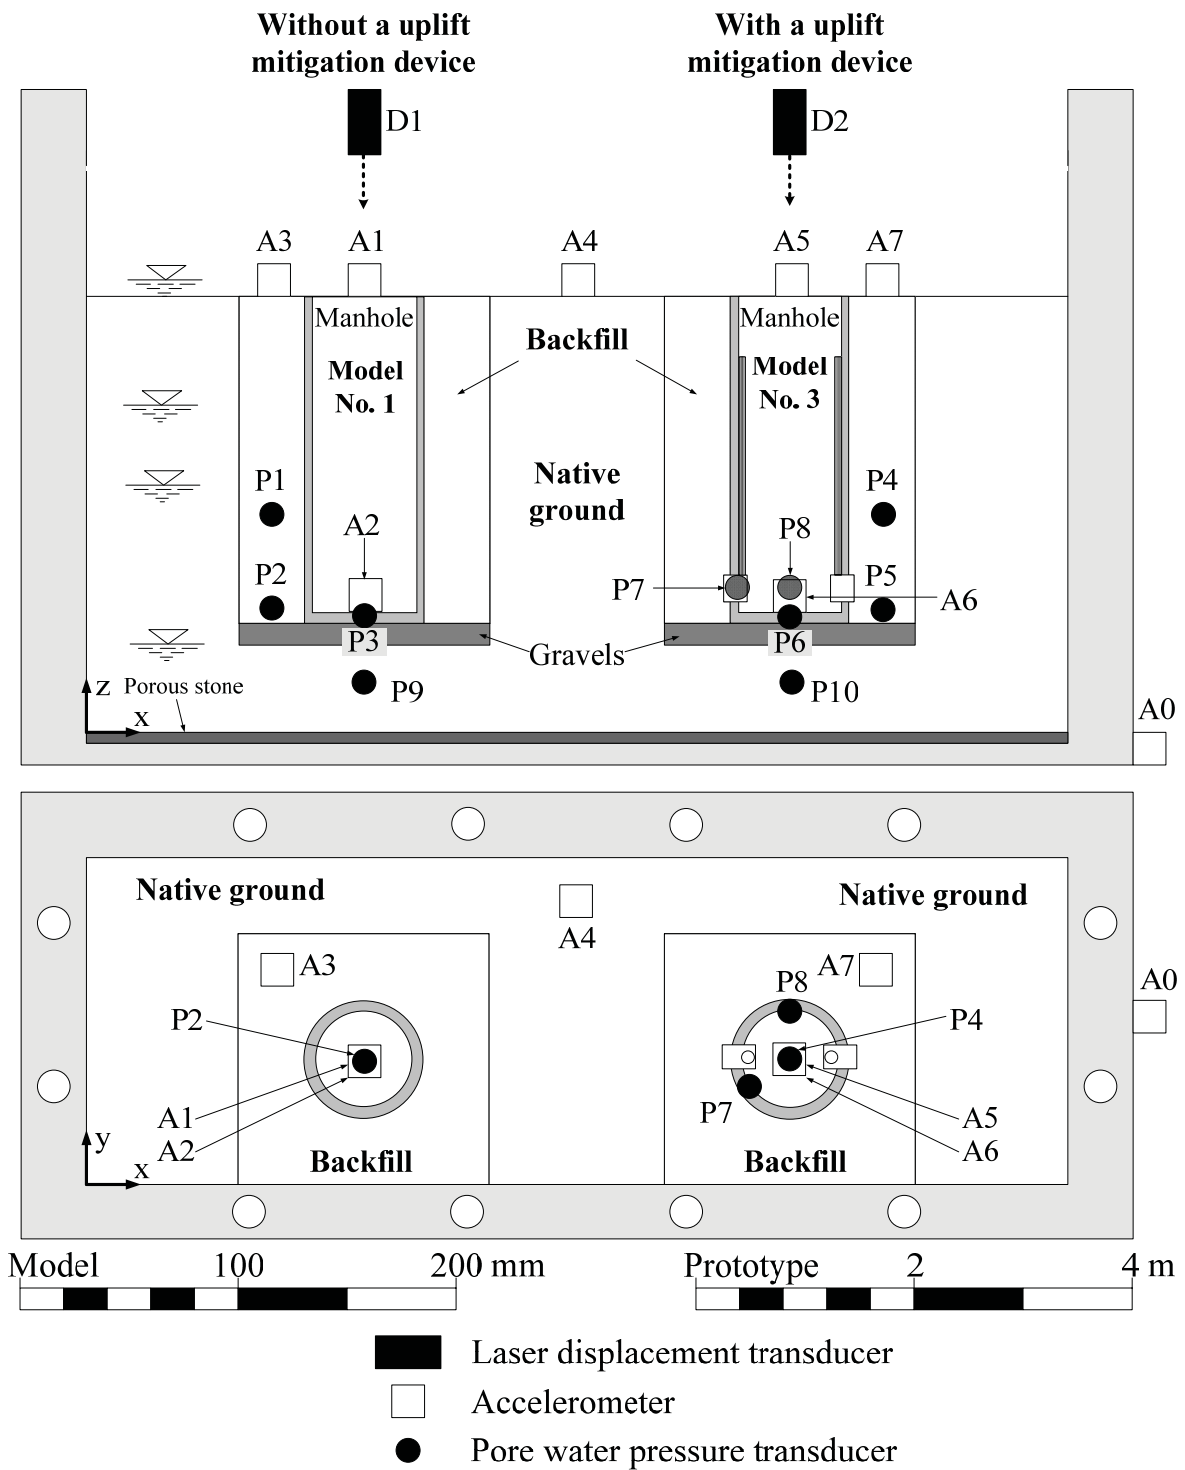 Without a uplift
mitigation device
With a uplift
mitigation device
D1
D2
A3
A1
A4
A5
A7
Manhole
Manhole
Backfill
Model
No. 1
Model
No. 3
P1
Native
ground
P4
A2
P8
P2
P7
P5
A6
P3
P6
Gravels
z
Porous stone
P9
P10
x
A0
Native ground
Native ground
A4
A3
A7
P8
A0
P2
P4
A1
P7
A5
y
A2
A6
x
Backfill
Backfill
Model 100 200 mm
Prototype 2 4 m
Laser displacement transducer
Accelerometer
Pore water pressure transducer